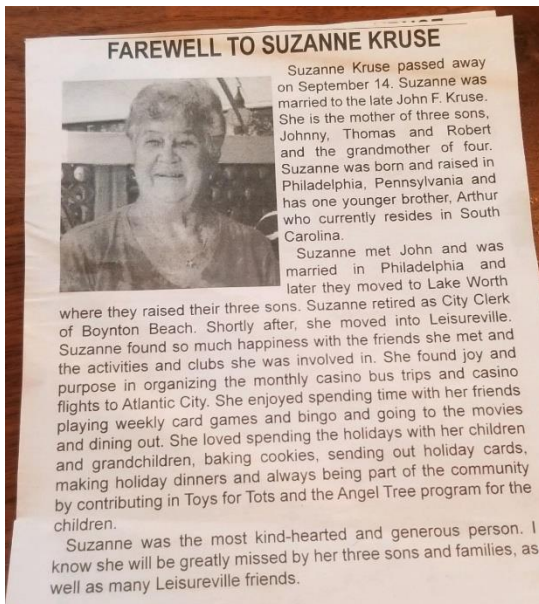 FAREWELL TO SUZANNE KRUSE
Suzanne Kruse passed away
on September 14. Suzanne was
married to the late John F. Kruse.
She is the mother of three sons,
Johnny, Thomas and Robert
and the grandmother of four.
Suzanne was born and raised in
Philadelphia, Pennsylvania and
has one younger brother, Arthur
who currently resides in South
Carolina.
Suzanne met John and was
married in Philadelphia and
later they moved to Lake Worth
where they raised their three sons. Suzanne retired as City Clerk
of Boynton Beach. Shortly after, she moved into Leisureville.
Suzanne found so much happiness with the friends she met and
the activities and clubs she was involved in. She found joy and
purpose in organizing the monthly casino bus trips and casino
flights to Atlantic City. She enjoyed spending time with her friends
playing weekly card games and bingo and going to the movies
and dining out. She loved spending the holidays with her children
and grandchildren, baking cookies, sending out holiday cards,
making holiday dinners and always being part of the community
by contributing in Toys for Tots and the Angel Tree program for the
children.
Suzanne was the most kind-hearted and generous person. I
know she will be greatly missed by her three sons and families, as
well as many Leisureville friends.